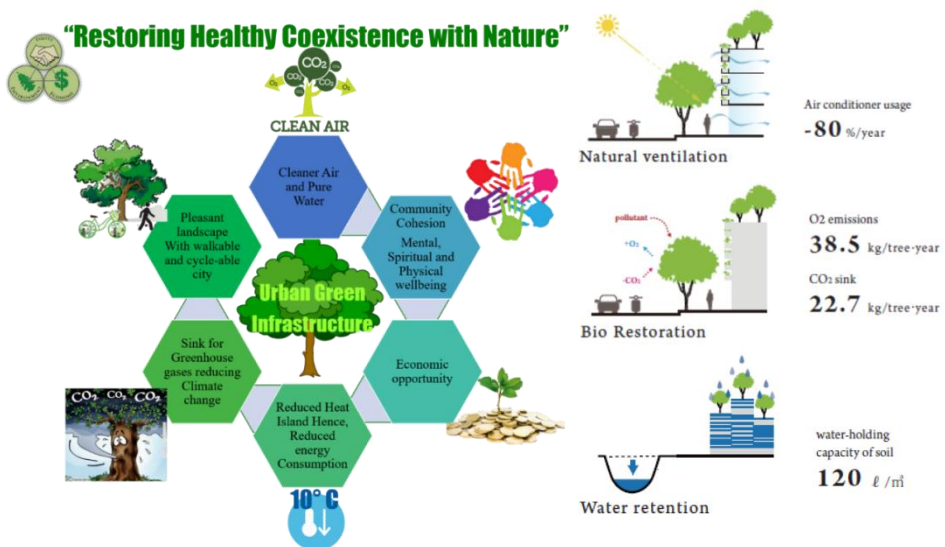 “Restoring Healthy Coexistence with Nature”
CO₂
CO₂
CO₂
O₂
O₂
CLEAN AIR
Cleaner Air
and Pure
Water
Community
Cohesion
Mental,
Spiritual and
Physical
wellbeing
Pleasant
landscape
With walkable
and cycle-able
city
Urban Green
Infrastructure
Sink for
Greenhouse
gases reducing
Climate
change
Economic
opportunity
Reduced Heat
Island Hence,
Reduced
energy
Consumption
CO₂ CO₂ CO₂
10° C
Natural ventilation
Air conditioner usage
-80 %/year
pollutant
+O₂
-CO₂
Bio Restoration
O2 emissions
38.5 kg/tree·year
CO₂ sink
22.7 kg/tree·year
Water retention
water-holding
capacity of soil
120 ℓ /㎡